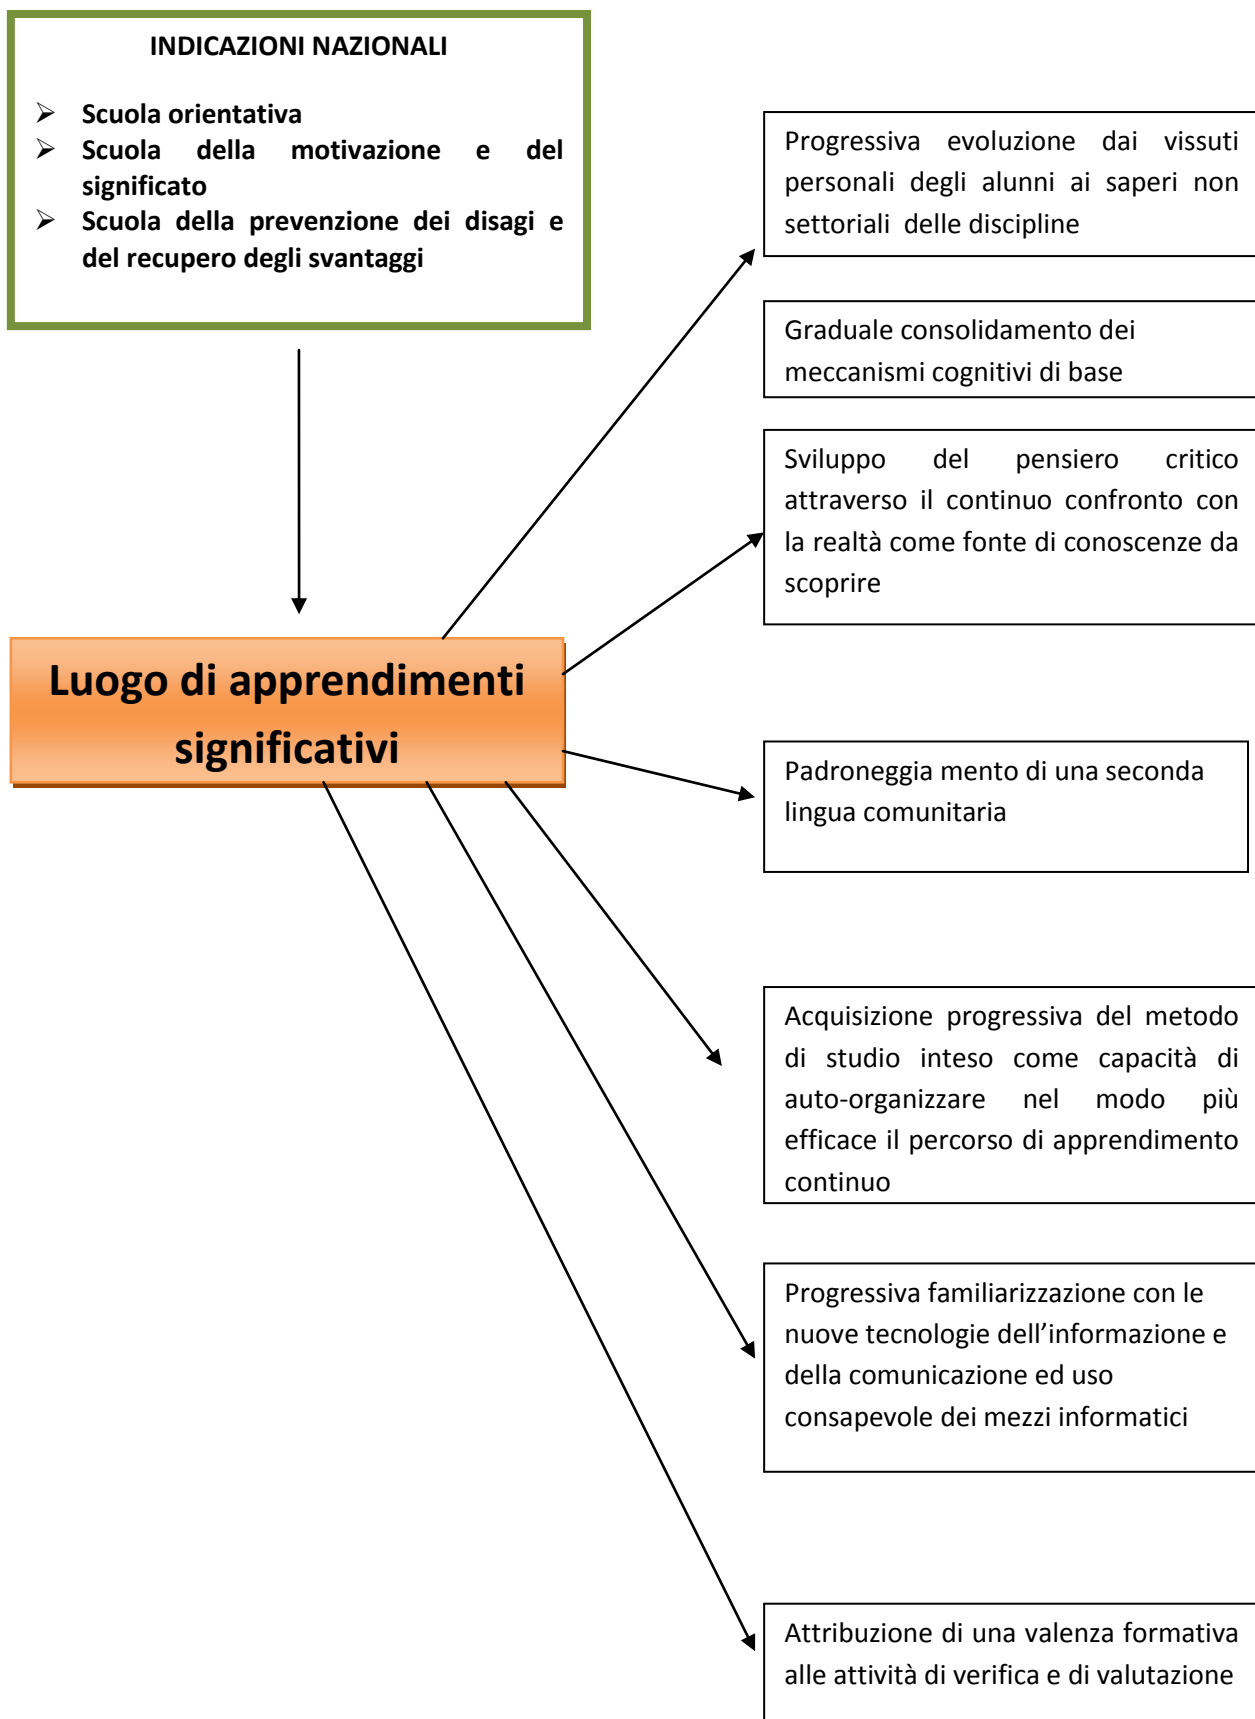 INDICAZIONI NAZIONALI
➢ Scuola orientativa
➢ Scuola della motivazione e del
significato
➢ Scuola della prevenzione dei disagi e
del recupero degli svantaggi
Progressiva evoluzione dai vissuti
personali degli alunni ai saperi non
settoriali delle discipline
Graduale consolidamento dei
meccanismi cognitivi di base
Sviluppo del pensiero critico
attraverso il continuo confronto con
la realtà come fonte di conoscenze da
scoprire
Luogo di apprendimenti
significativi
Padroneggia mento di una seconda
lingua comunitaria
Acquisizione progressiva del metodo
di studio inteso come capacità di
auto-organizzare nel modo più
efficace il percorso di apprendimento
continuo
Progressiva familiarizzazione con le
nuove tecnologie dell’informazione e
della comunicazione ed uso
consapevole dei mezzi informatici
Attribuzione di una valenza formativa
alle attività di verifica e di valutazione